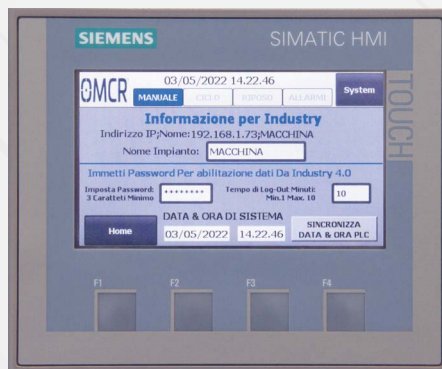 SIEMENS
SIMATIC HMI
TOUCH
OMCR
03/05/2022 14.22.46
MANUALE CICLO RIPOSO ALLARMI System
Informazione per Industry
Indirizzo IP;Nome:192.168.1.73;MACCHINA
Nome Impianto: MACCHINA
Immetti Password Per abilitazione dati Da Industry 4.0
Imposta Password: ******** Tempo di Log-Out Minuti: 10
3 Caratteti Minimo Min.1 Max. 10
DATA & ORA DI SISTEMA
Home 03/05/2022 14.22.46 SINCRONIZZA
DATA & ORA PLC
F1 F2 F3 F4